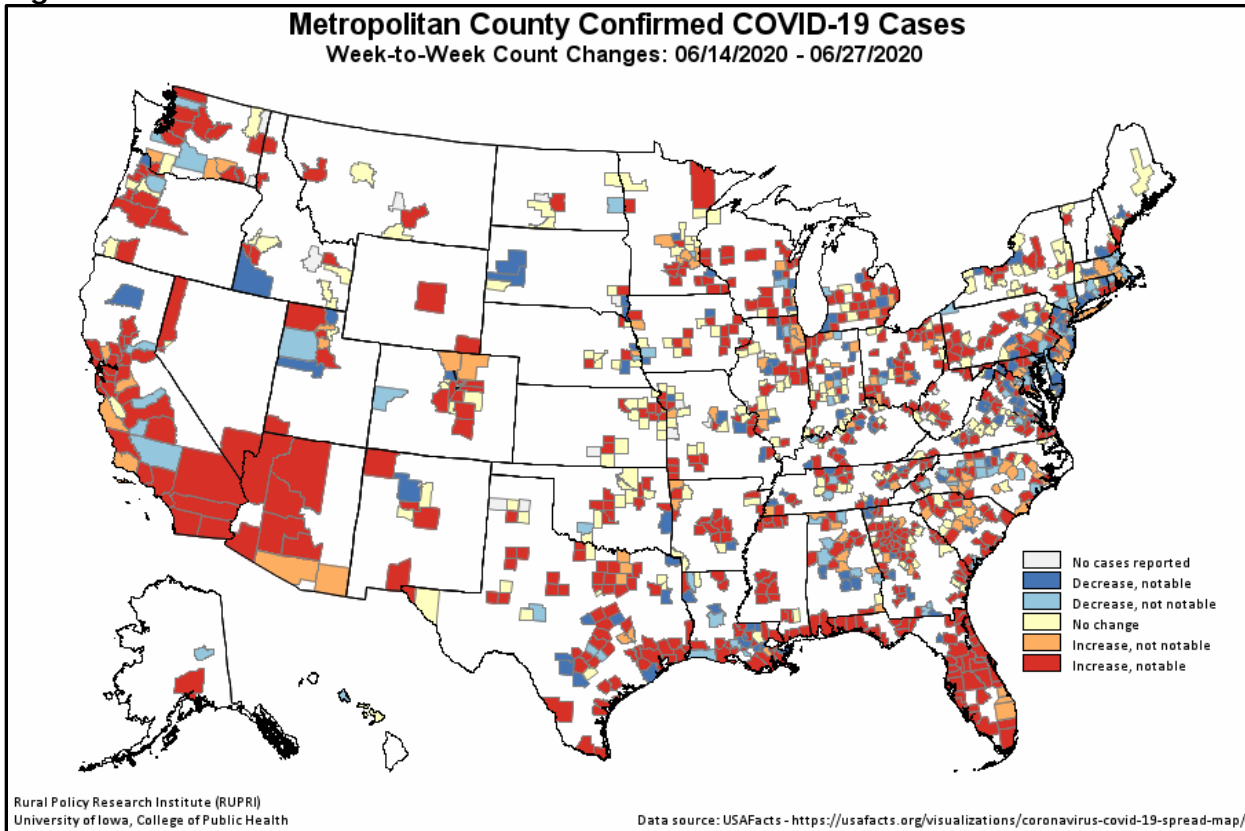 Metropolitan County Confirmed COVID-19 Cases
Week-to-Week Count Changes: 06/14/2020 - 06/27/2020
No cases reported
Decrease, notable
Decrease, not notable
No change
Increase, not notable
Increase, notable
Rural Policy Research Institute (RUPRI)
University of Iowa, College of Public Health
Data source: USAFacts - https://usafacts.org/visualizations/coronavirus-covid-19-spread-map/